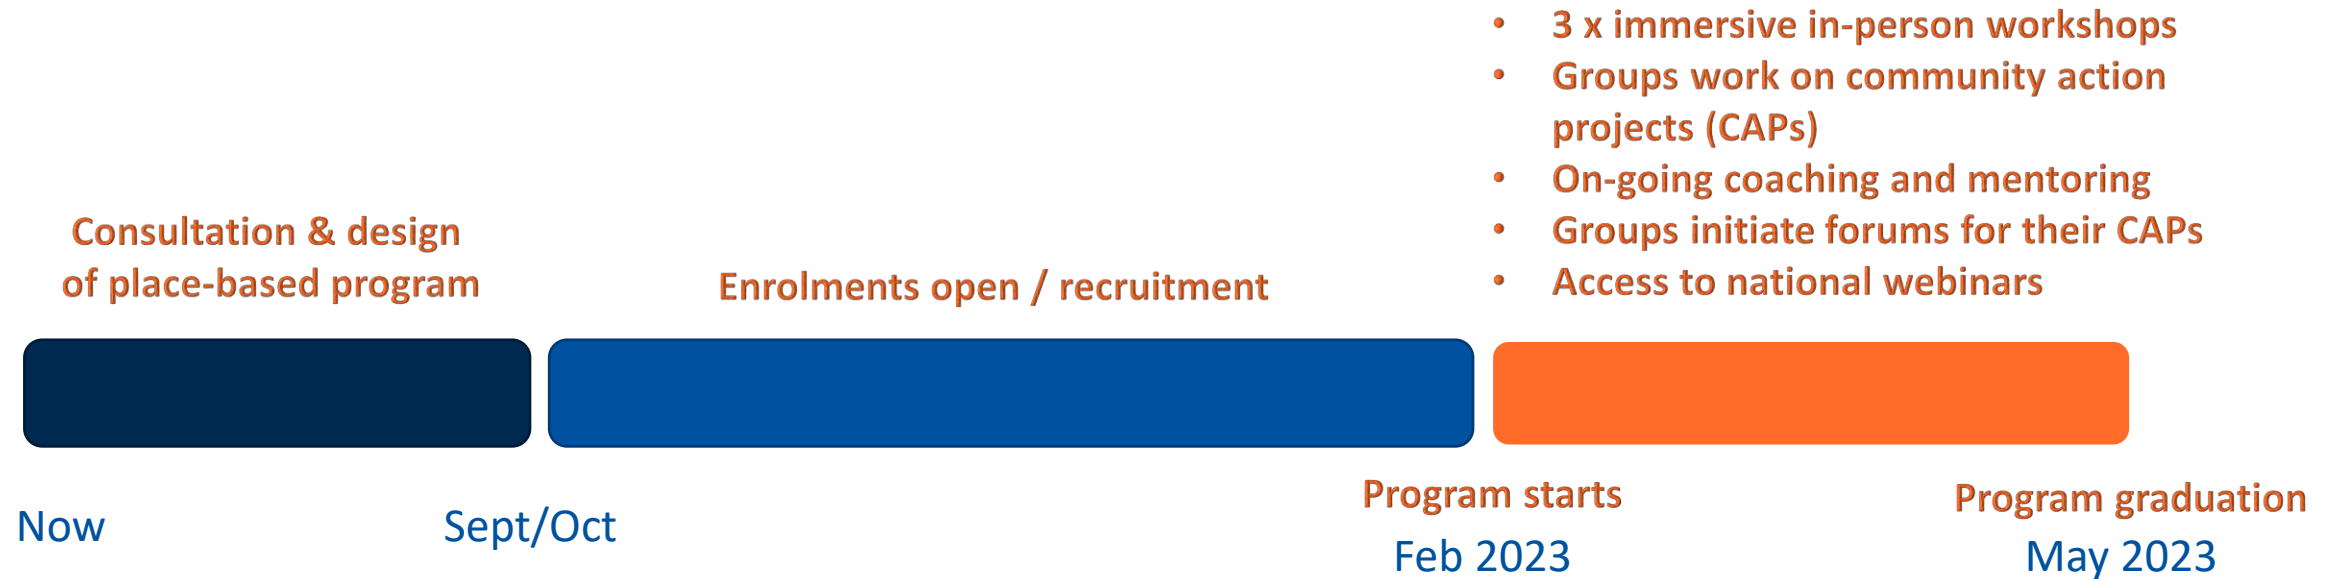 • 3 x immersive in-person workshops
• Groups work on community action
projects (CAPs)
• On-going coaching and mentoring
• Groups initiate forums for their CAPs
• Access to national webinars
Consultation & design
of place-based program
Enrolments open / recruitment
Program starts
Program graduation
Now
Sept/Oct
Feb 2023
May 2023